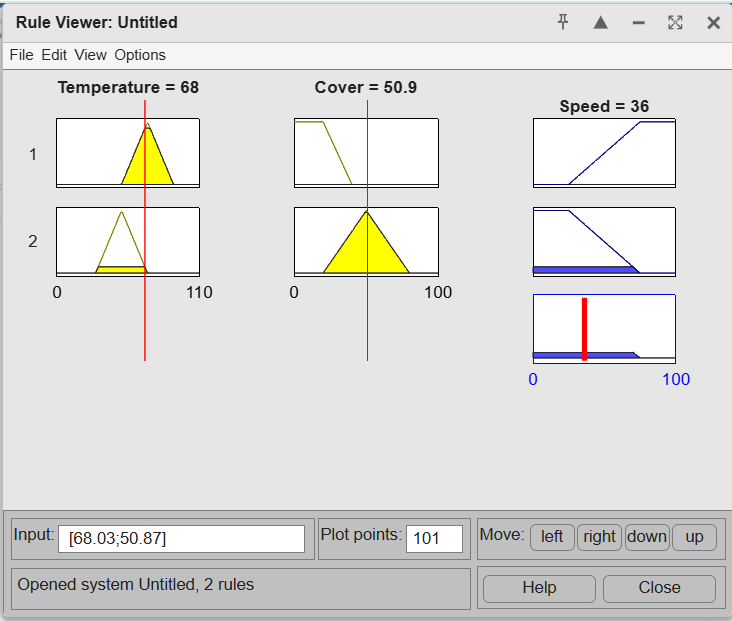 Rule Viewer: Untitled
File Edit View Options
Temperature = 68
Cover = 50.9
Speed = 36
1
2
0
110
0
100
0
100
Input:
[68.03;50.87]
Plot points:
101
Move:
left
right
down
up
Opened system Untitled, 2 rules
Help
Close